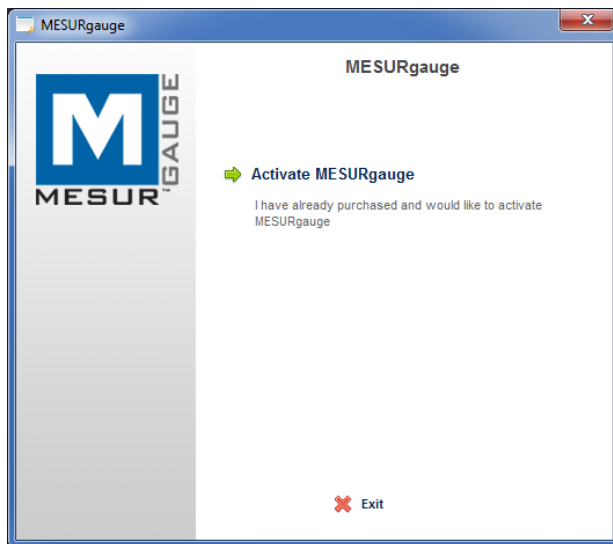 MESURgauge
MESURgauge
M
GAUGE
MESUR™
Activate MESURgauge
I have already purchased and would like to activate
MESURgauge
Exit